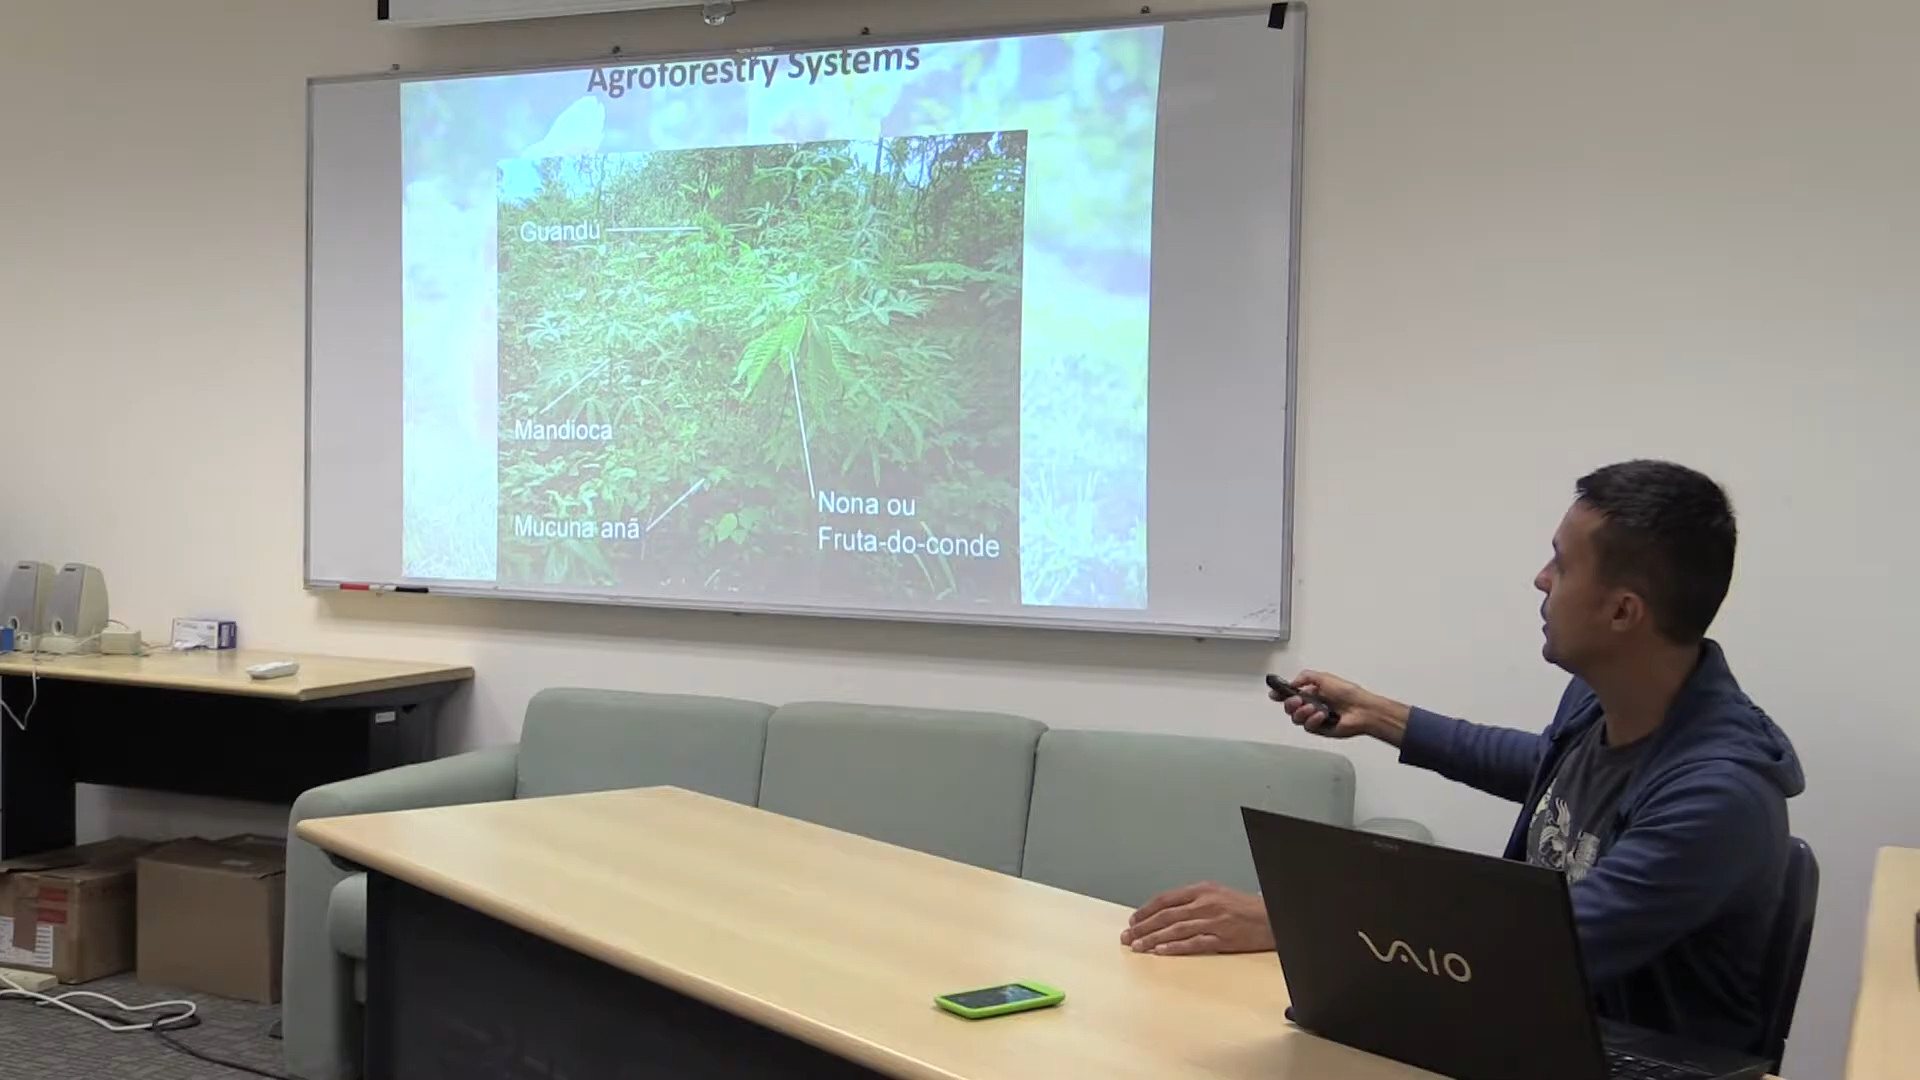 Agroforestry Systems
Guandu
Mandioca
Mucuna anã
Nona ou
Fruta-do-conde
VAIO